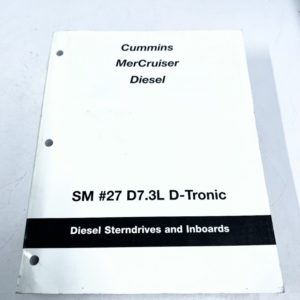 Cummins
MerCruiser
Diesel
SM #27 D7.3L D-Tronic
Diesel Sterndrives and Inboards